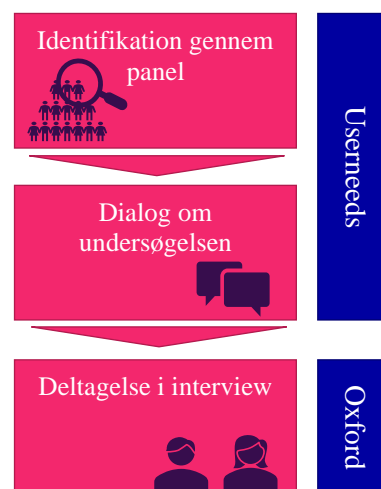 Identifikation gennem
panel
Dialog om
undersøgelsen
Userneeds
Deltagelse i interview
Oxford